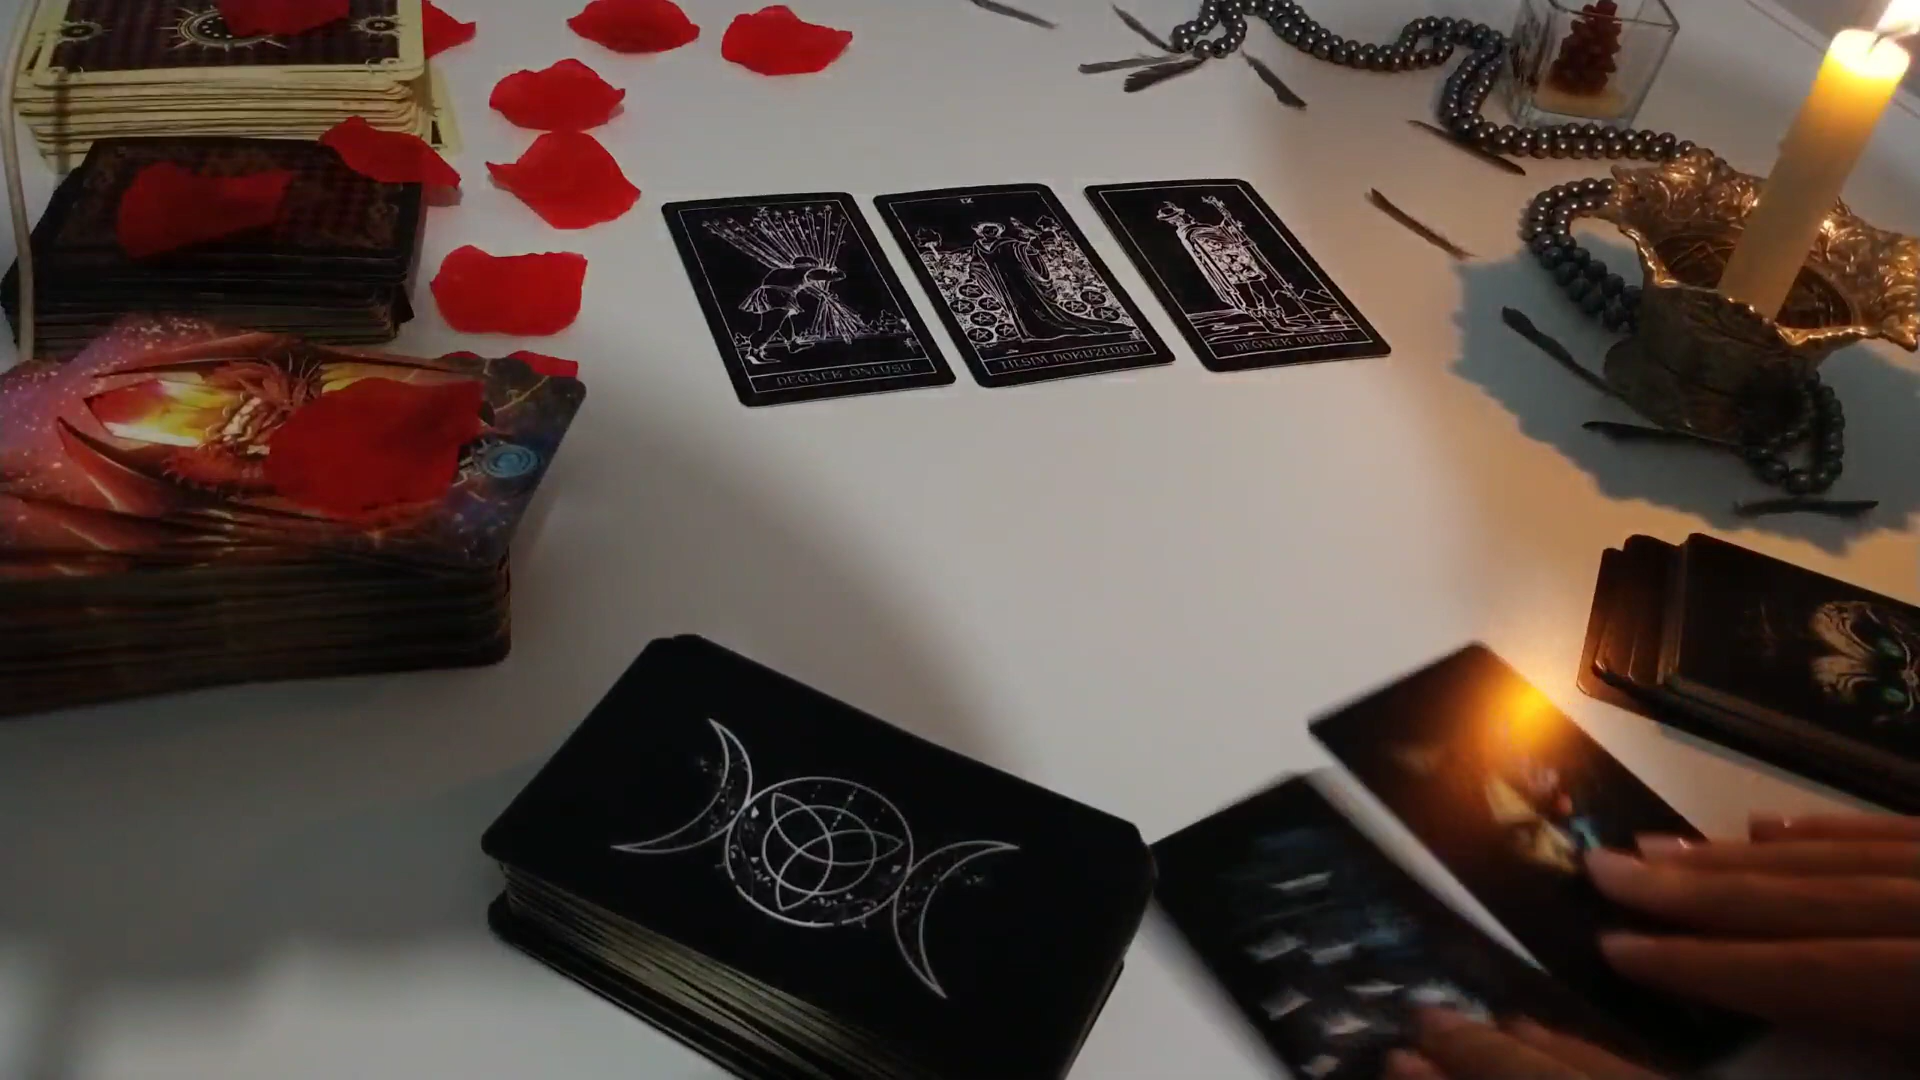 X
DEĞNEK ONLUSU
IX
TILSIM DOKUZLUSU
DEĞNEK PRENSİ